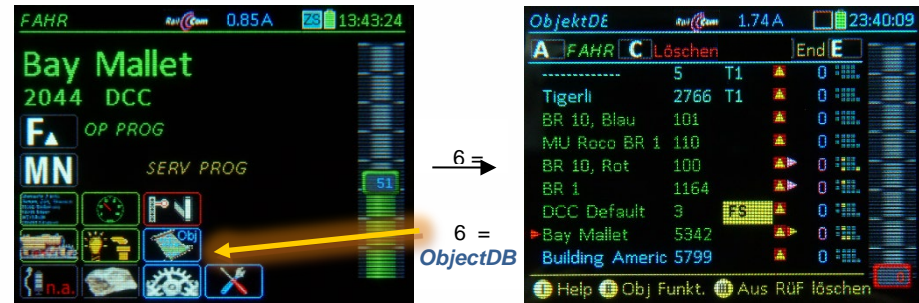 FAHR RailCom 0.85A ZS 13:43:24
Bay Mallet
2044 DCC
F▲ OP PROG
MN SERV PROG
51
Obj
n.a.
6 =
6 =
ObjectDB
ObjektDB RailCom 1.74A 23:40:09
A FAHR C Löschen End E
------------- 5 T1 0
Tigerli 2766 T1 0
BR 10, Blau 101 0
MU Roco BR 1 110 0
BR 10, Rot 100 0
BR 1 1164 0
DCC Default 3 FS 0
Bay Mallet 5342 0
Building Americ 5799 0
0
Help Obj Funkt. Aus RüF löschen